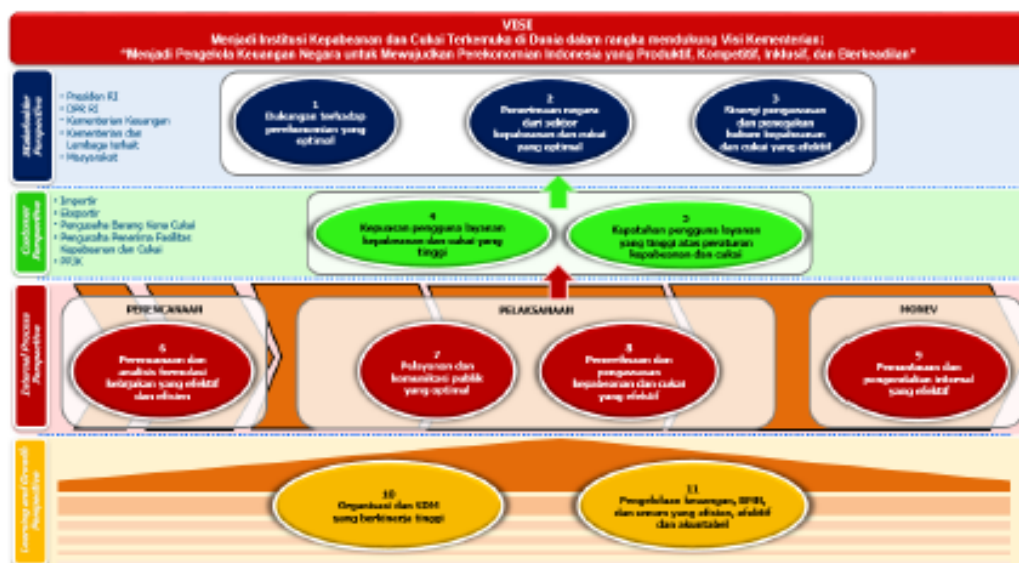 VISI
Menjadi Institusi Kepabeanan dan Cukai Terkemuka di Dunia dalam rangka mendukung Visi Kementerian:
"Menjadi Pengelola Keuangan Negara untuk Mewujudkan Perekonomian Indonesia yang Produktif, Kompetitif, Inklusif, dan Berkeadilan"
Stakeholder
Perspective
• Presiden RI
• DPR RI
• Kementerian Keuangan
• Kementerian dan
Lembaga terkait
• Masyarakat
1
Dukungan terhadap
perekonomian yang
optimal
2
Penerimaan negara
dari sektor
kepabeanan dan cukai
yang optimal
3
Sinergi pengawasan
dan penegakan
hukum kepabeanan
dan cukai yang efektif
Customer
Perspective
• Importir
• Eksportir
• Pengusaha Barang Kena Cukai
• Pengusaha Penerima Fasilitas
Kepabeanan dan Cukai
• PPJK
4
Kepuasan pengguna layanan
kepabeanan dan cukai yang
tinggi
5
Kepatuhan pengguna layanan
yang tinggi atas peraturan
kepabeanan dan cukai
Internal Process
Perspective
PERENCANAAN
6
Perencanaan dan
analisis formulasi
kebijakan yang efektif
dan efisien
PELAKSANAAN
7
Pelayanan dan
komunikasi publik
yang optimal
8
Pemeriksaan dan
pengawasan
kepabeanan dan cukai
yang efektif
MONEV
9
Pemantauan dan
pengendalian internal
yang efektif
Learning and Growth
Perspective
10
Organisasi dan SDM
yang berkinerja tinggi
11
Pengelolaan keuangan, BMN,
dan umum yang efisien, efektif
dan akuntabel